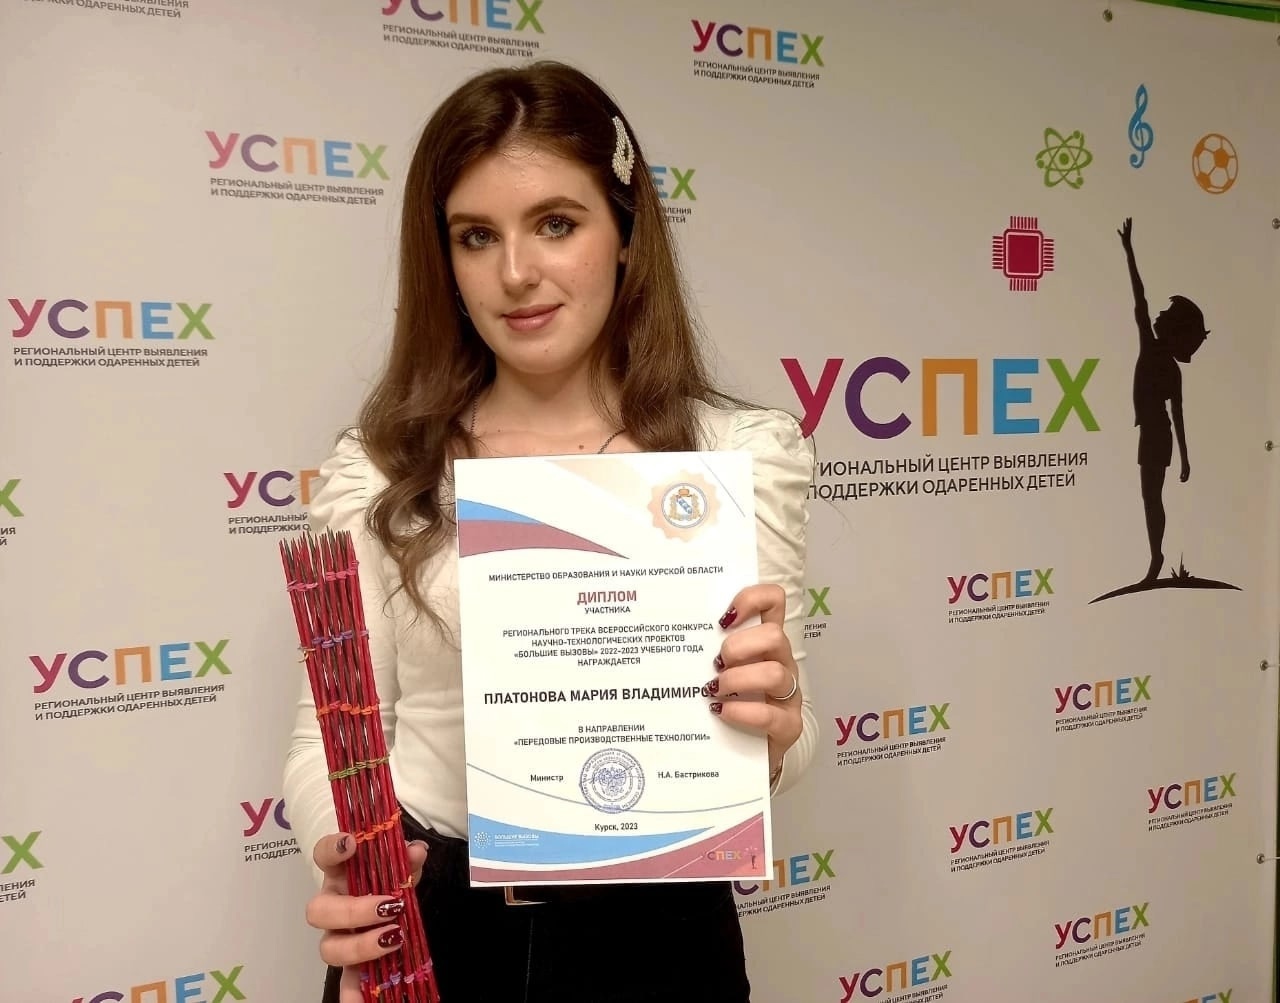 УСПЕХ
РЕГИОНАЛЬНЫЙ ЦЕНТР ВЫЯВЛЕНИЯ
И ПОДДЕРЖКИ ОДАРЕННЫХ ДЕТЕЙ
УСПЕХ
РЕГИОНАЛЬНЫЙ ЦЕНТР ВЫЯВЛЕНИЯ
И ПОДДЕРЖКИ ОДАРЕННЫХ ДЕТЕЙ
УСПЕХ
РЕГИОНАЛЬНЫЙ ЦЕНТР ВЫЯВЛЕНИЯ
И ПОДДЕРЖКИ ОДАРЕННЫХ ДЕТЕЙ
УСПЕХ
РЕГИОНАЛЬНЫЙ ЦЕНТР ВЫЯВЛЕНИЯ
И ПОДДЕРЖКИ ОДАРЕННЫХ ДЕТЕЙ
УСПЕХ
ГИОНАЛЬНЫЙ ЦЕНТР ВЫЯВЛЕНИЯ
ПОДДЕРЖКИ ОДАРЕННЫХ ДЕТЕЙ
МИНИСТЕРСТВО ОБРАЗОВАНИЯ И НАУКИ КУРСКОЙ ОБЛАСТИ
ДИПЛОМ
УЧАСТНИКА
РЕГИОНАЛЬНОГО ТРЕКА ВСЕРОССИЙСКОГО КОНКУРСА
НАУЧНО-ТЕХНОЛОГИЧЕСКИХ ПРОЕКТОВ
«БОЛЬШИЕ ВЫЗОВЫ» 2022-2023 УЧЕБНОГО ГОДА
НАГРАЖДАЕТСЯ
ПЛАТОНОВА МАРИЯ ВЛАДИМИРО
В НАПРАВЛЕНИИ
«ПЕРЕДОВЫЕ ПРОИЗВОДСТВЕННЫЕ ТЕХНОЛОГИИ»
Министр Н.А. Бастрикова
Курск, 2023
БОЛЬШИЕ ВЫЗОВЫ
УСПЕХ
УСПЕХ
РЕГИОНАЛЬНЫЙ ЦЕНТР ВЫЯВЛЕНИЯ
И ПОДДЕРЖКИ ОДАРЕННЫХ ДЕТЕЙ
УСПЕХ
РЕГИОНАЛЬНЫЙ ЦЕНТР ВЫЯВЛЕНИЯ
И ПОДДЕРЖКИ ОДАРЕННЫХ ДЕТЕЙ
УСПЕХ
РЕГИОНАЛЬНЫЙ ЦЕНТР ВЫЯВЛЕНИЯ
И ПОДДЕРЖКИ ОДАРЕННЫХ ДЕТЕЙ
УСПЕХ
РЕГИОНАЛЬНЫЙ ЦЕНТР ВЫЯВЛЕНИЯ
И ПОДДЕРЖКИ ОДАРЕННЫХ ДЕТЕЙ
УСПЕХ
РЕГИОНАЛЬНЫЙ ЦЕНТР ВЫЯВЛЕНИЯ
И ПОДДЕРЖКИ ОДАРЕННЫХ ДЕТЕЙ
УСПЕХ
РЕГИОНАЛЬНЫЙ ЦЕНТР ВЫЯВЛЕНИЯ
И ПОДДЕРЖКИ ОДАРЕННЫХ ДЕТЕЙ
УСПЕХ
РЕГИОНАЛЬНЫЙ ЦЕНТР ВЫЯВЛЕНИЯ
И ПОДДЕРЖКИ ОДАРЕННЫХ ДЕТЕЙ
УСПЕХ